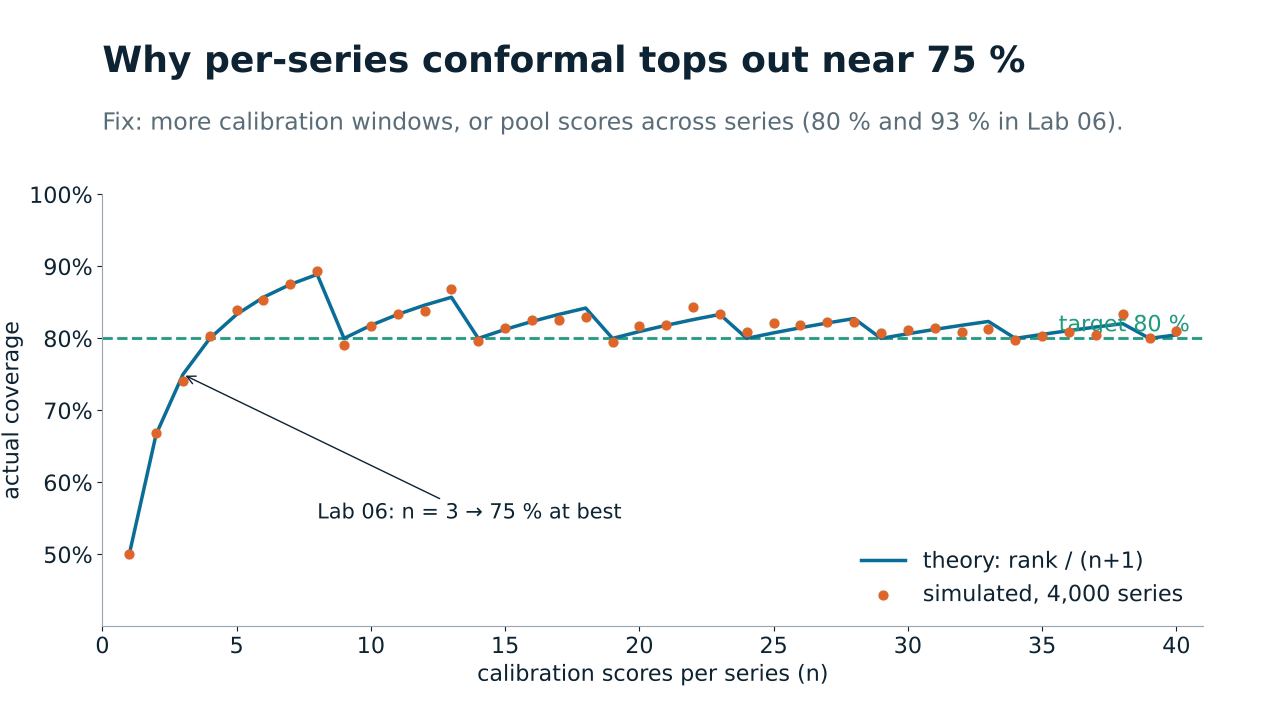 Why per-series conformal tops out near 75 %
Fix: more calibration windows, or pool scores across series (80 % and 93 % in Lab 06).
100%
90%
80%
70%
60%
50%
actual coverage
target 80 %
Lab 06: n = 3 → 75 % at best
theory: rank / (n+1)
simulated, 4,000 series
0 5 10 15 20 25 30 35 40
calibration scores per series (n)